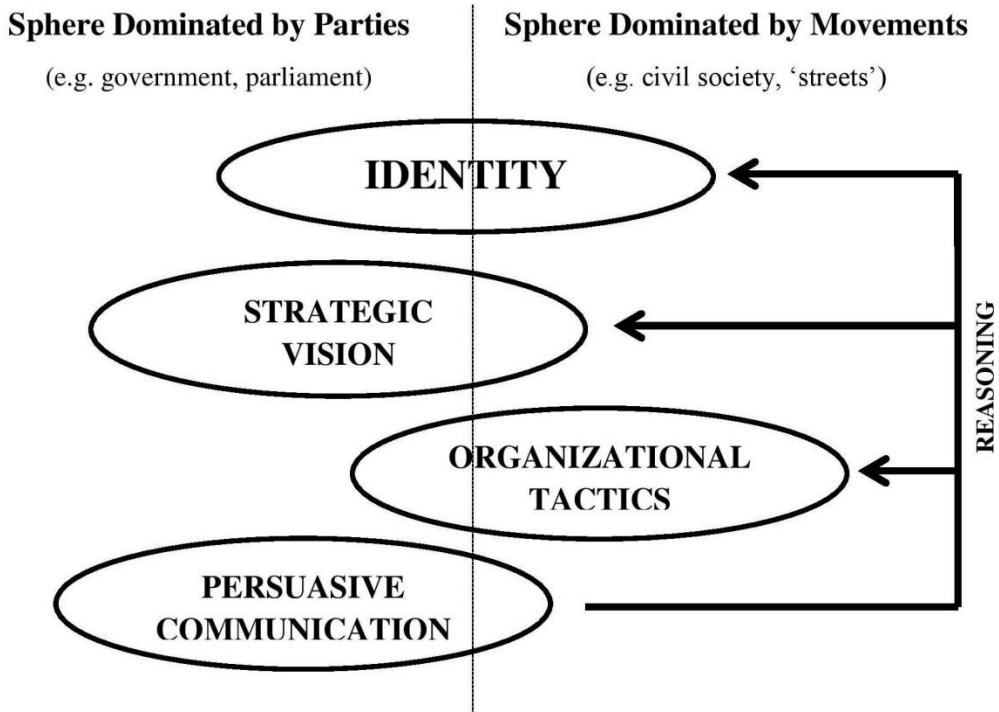 Sphere Dominated by Parties
Sphere Dominated by Movements
(e.g. government, parliament)
(e.g. civil society, ‘streets’)
IDENTITY
STRATEGIC
VISION
ORGANIZATIONAL
TACTICS
PERSUASIVE
COMMUNICATION
REASONING